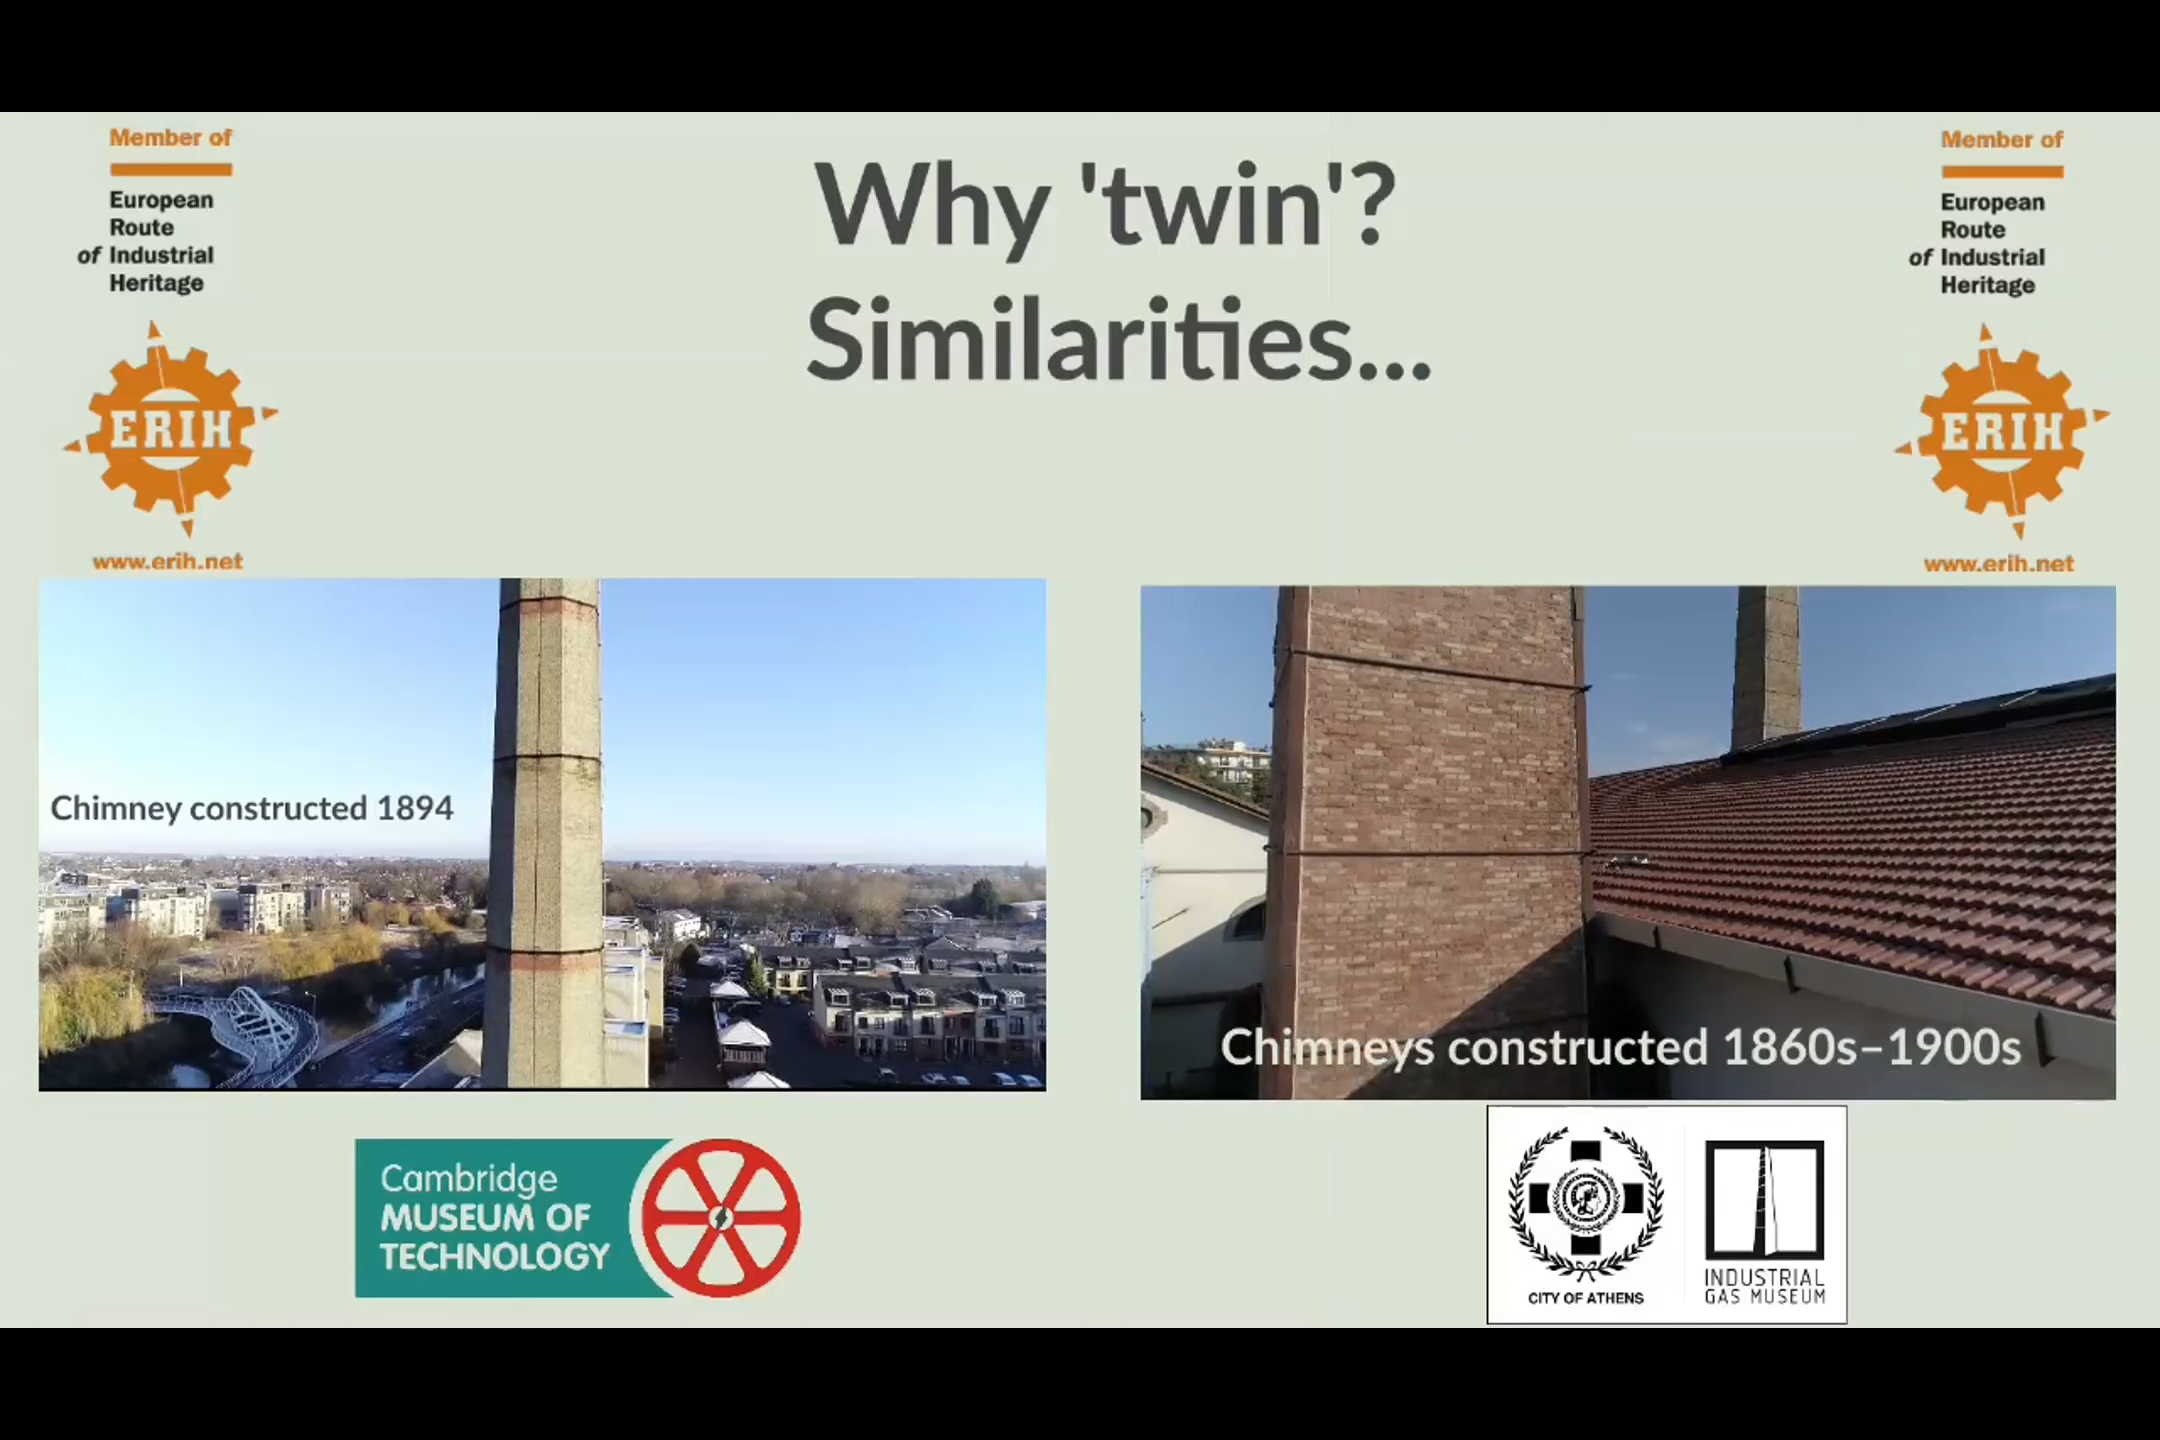 Member of
European
Route
of Industrial
Heritage
ERIH
www.erih.net
Why 'twin'?
Similarities...
Member of
European
Route
of Industrial
Heritage
ERIH
www.erih.net
Chimney constructed 1894
Chimneys constructed 1860s–1900s
Cambridge
MUSEUM OF
TECHNOLOGY
CITY OF ATHENS
INDUSTRIAL
GAS MUSEUM